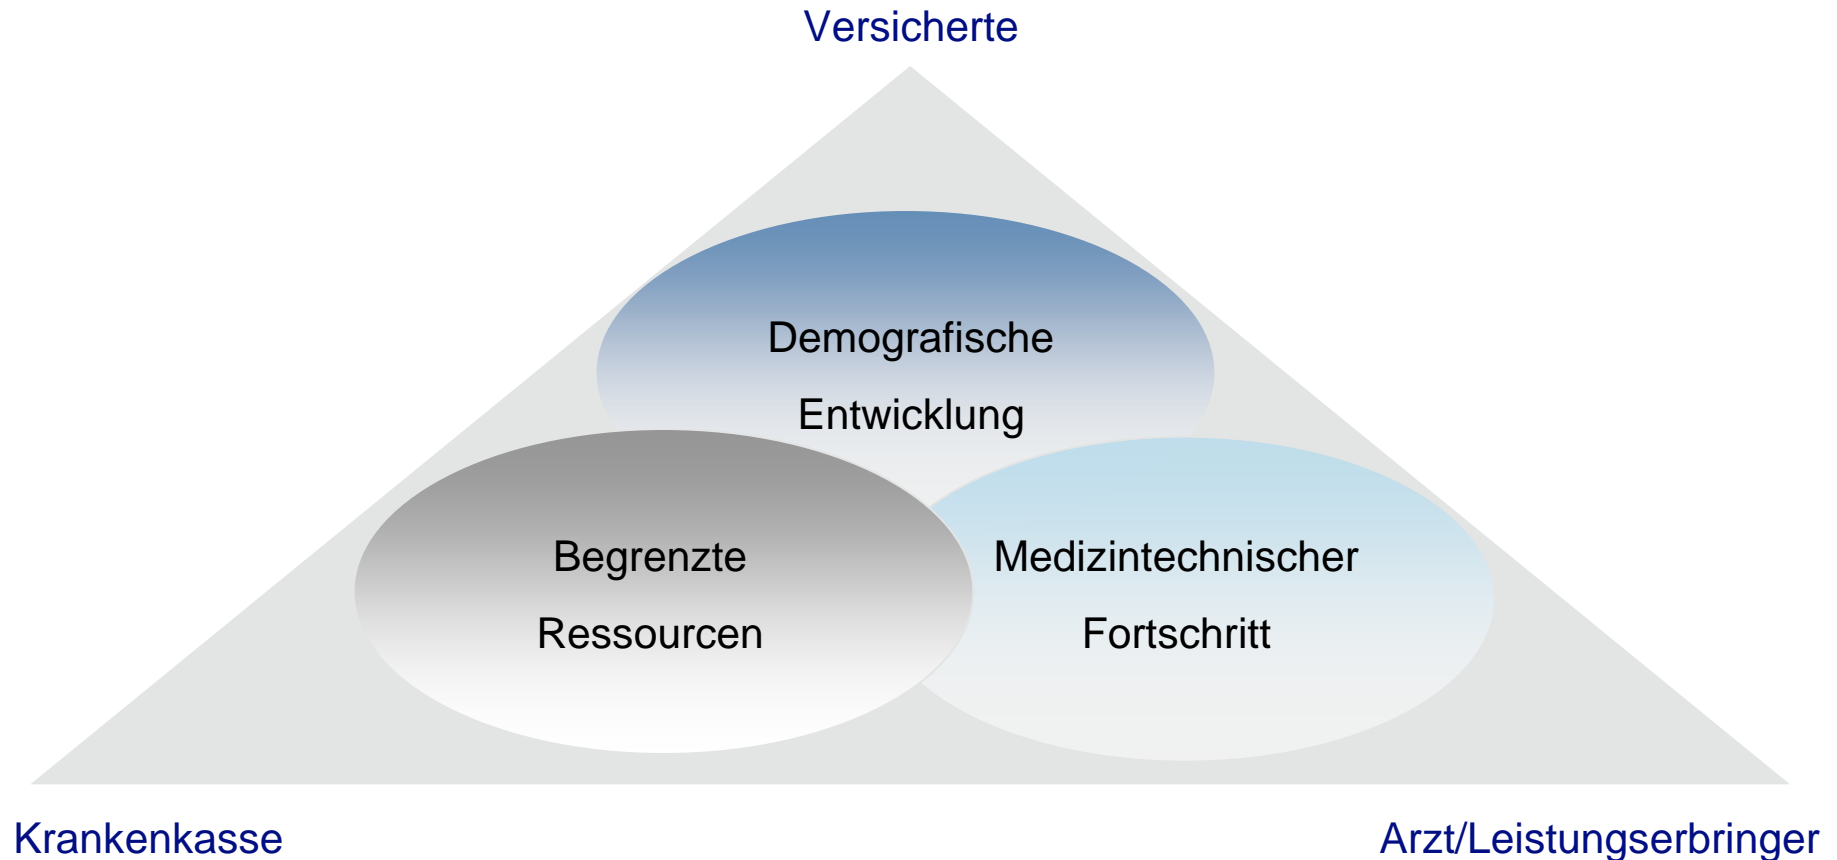 Versicherte
Demografische
Entwicklung
Begrenzte
Ressourcen
Medizintechnischer
Fortschritt
Krankenkasse
Arzt/Leistungserbringer